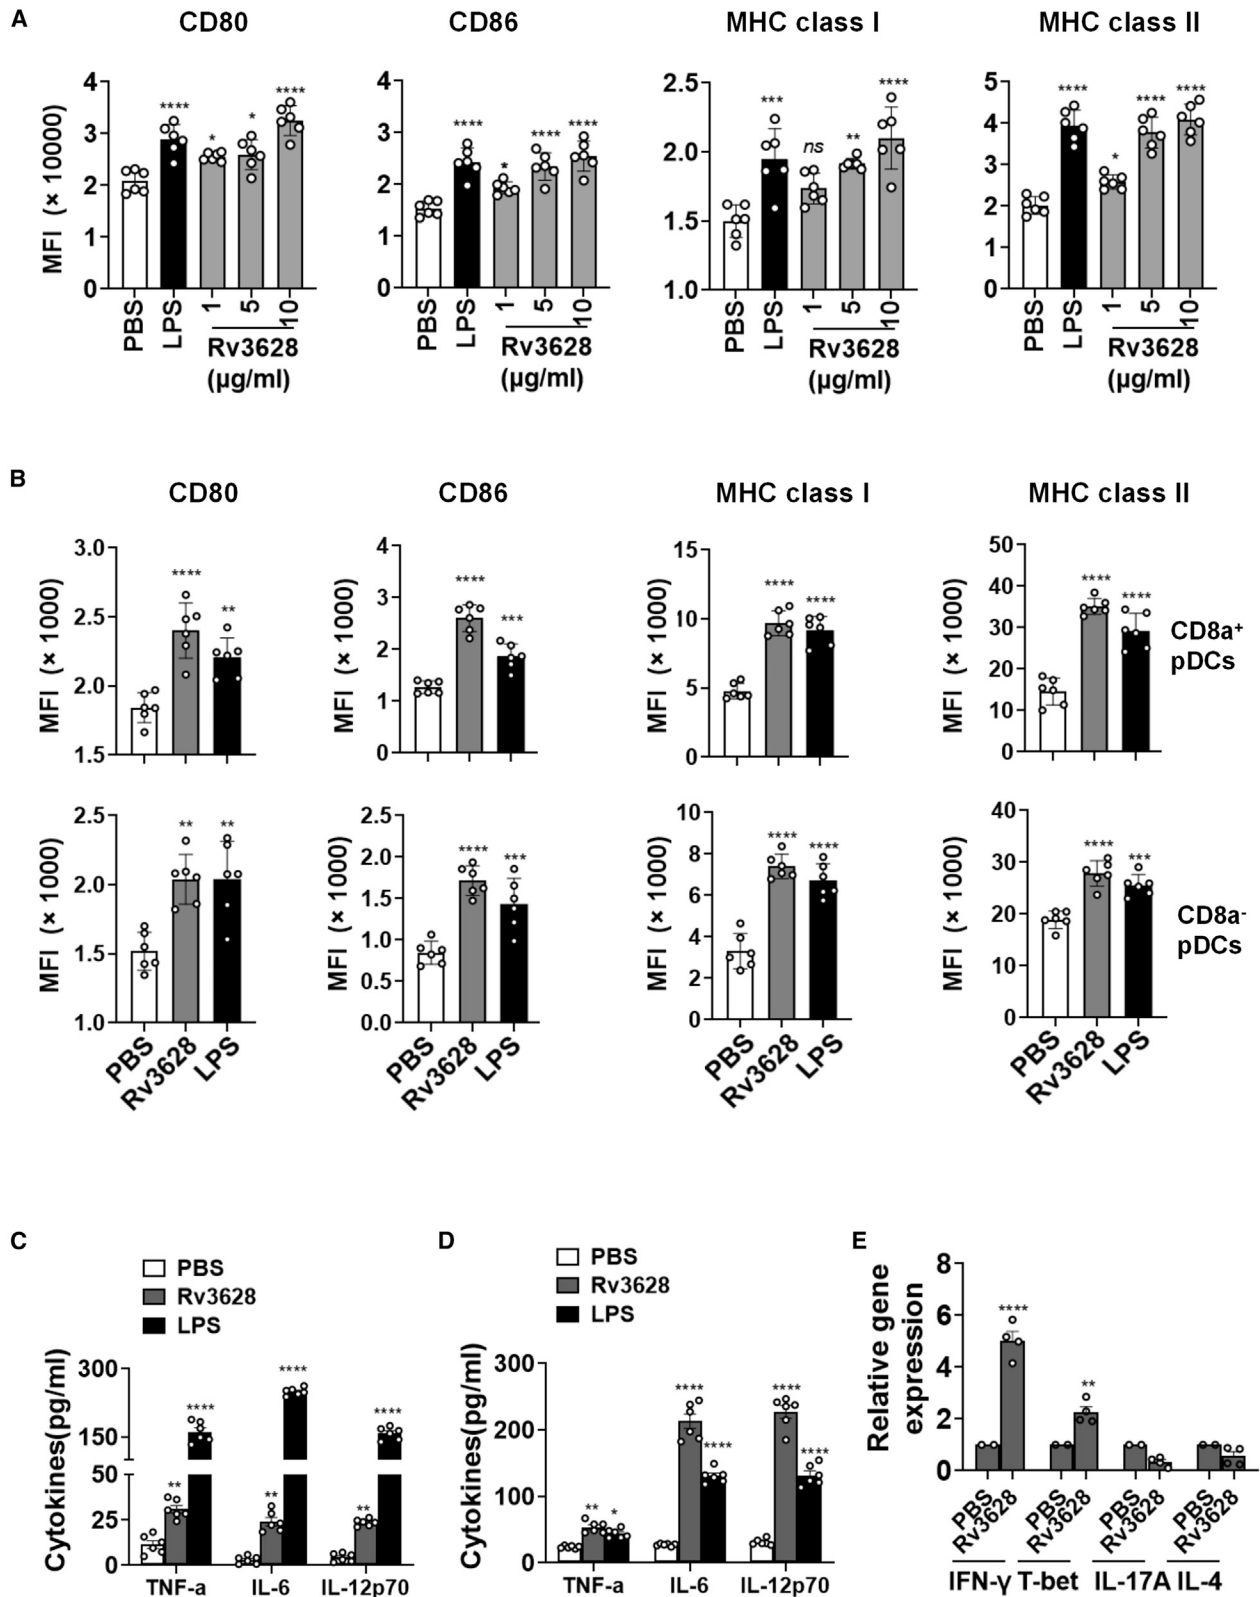 A
CD80
CD86
MHC class I
MHC class II
MFI (× 10000)
4
3
2
1
0
****
*
*
****
PBS
LPS
1
5
10
Rv3628
(µg/ml)
4
3
2
1
0
****
*
****
****
PBS
LPS
1
5
10
Rv3628
(µg/ml)
2.5
2.0
1.5
1.0
***
ns
**
****
PBS
LPS
1
5
10
Rv3628
(µg/ml)
5
4
3
2
1
0
****
*
****
****
PBS
LPS
1
5
10
Rv3628
(µg/ml)
B
CD80
CD86
MHC class I
MHC class II
MFI (× 1000)
3.0
2.5
2.0
1.5
****
**
MFI (× 1000)
4
3
2
1
0
****
***
MFI (× 1000)
15
10
5
0
****
****
MFI (× 1000)
50
40
30
20
10
0
****
****
CD8a+
pDCs
MFI (× 1000)
2.5
2.0
1.5
1.0
**
**
PBS
Rv3628
LPS
MFI (× 1000)
2.5
2.0
1.5
1.0
0.5
0.0
****
***
PBS
Rv3628
LPS
MFI (× 1000)
10
8
6
4
2
0
****
****
PBS
Rv3628
LPS
MFI (× 1000)
40
30
20
10
0
****
***
PBS
Rv3628
LPS
CD8a-
pDCs
C
PBS
Rv3628
LPS
Cytokines(pg/ml)
300
150
50
25
0
**
****
**
****
**
****
TNF-a
IL-6
IL-12p70
D
PBS
Rv3628
LPS
Cytokines(pg/ml)
300
200
100
0
**
*
****
****
****
****
TNF-a
IL-6
IL-12p70
E
Relative gene
expression
8
6
4
2
0
****
**
PBS
Rv3628
PBS
Rv3628
PBS
Rv3628
PBS
Rv3628
IFN-γ T-bet IL-17A IL-4